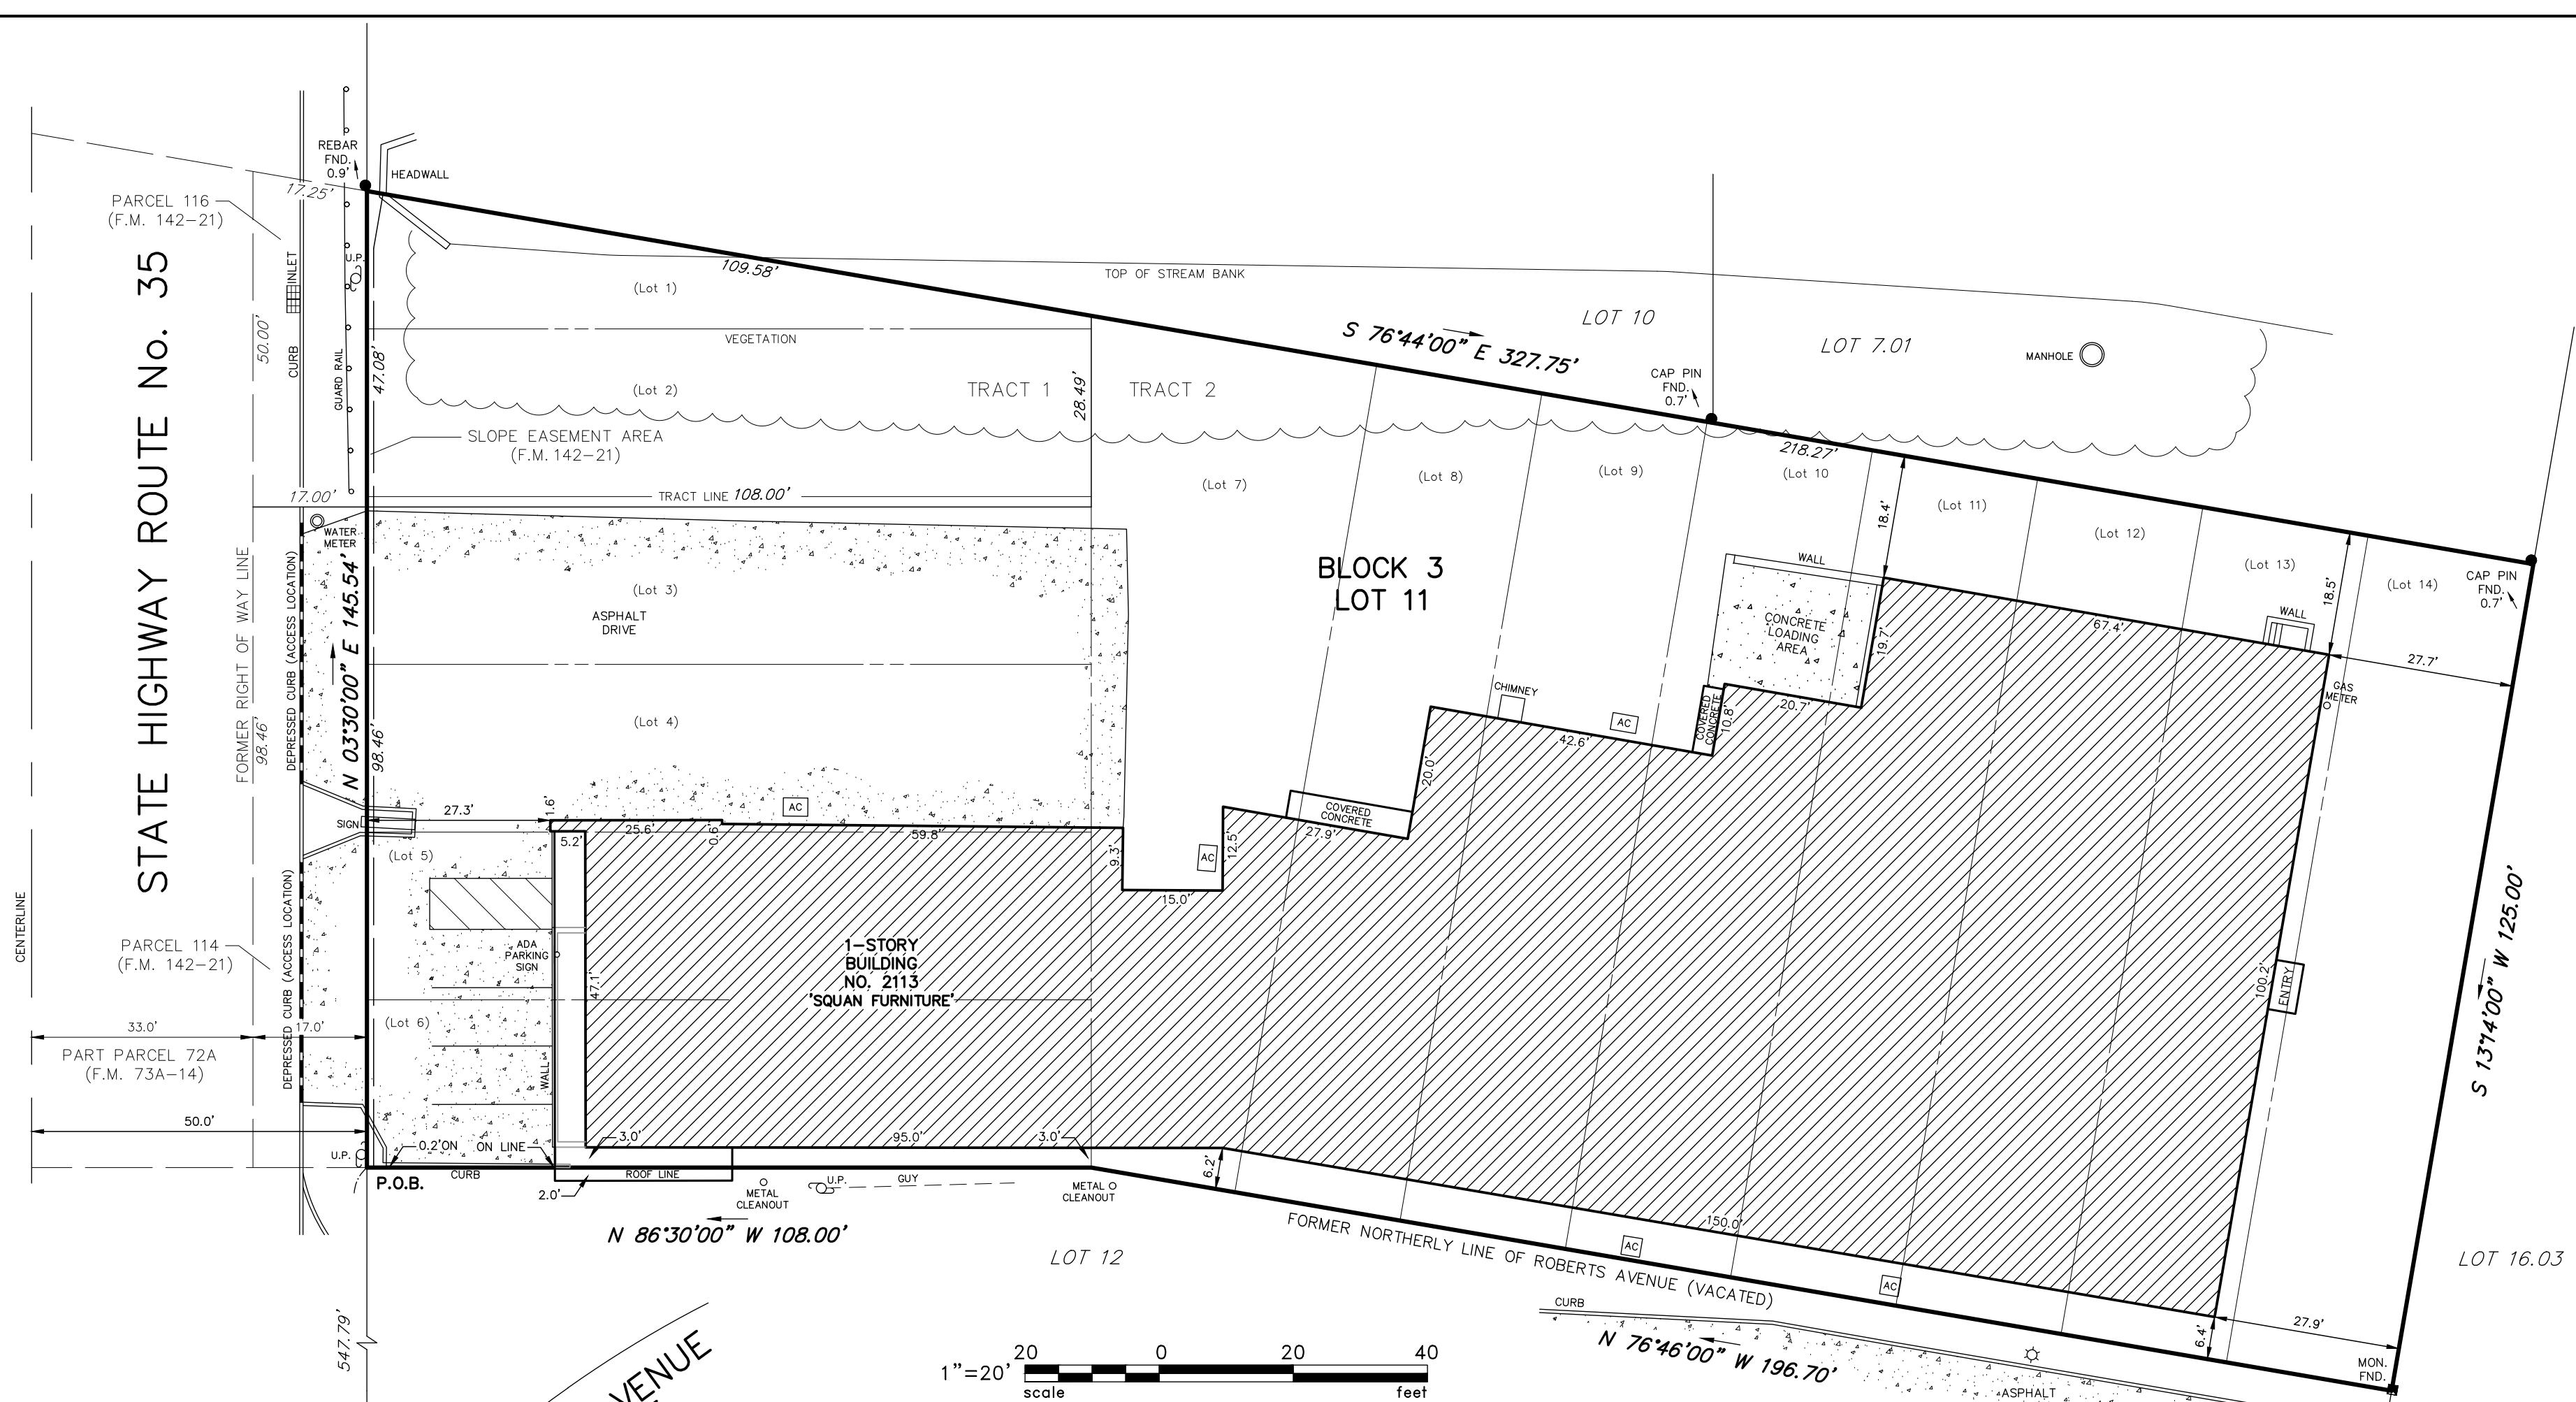 REBAR
FND.
0.9'
HEADWALL
17.25'
PARCEL 116
(F.M. 142-21)
STATE HIGHWAY ROUTE No. 35
INLET
CURB
50.00'
U.P.
GUARD RAIL
47.08'
109.58'
(Lot 1)
VEGETATION
(Lot 2)
TOP OF STREAM BANK
TRACT 1
TRACT 2
28.49'
S 76°44'00" E 327.75'
LOT 10
LOT 7.01
MANHOLE
CAP PIN
FND.
0.7'
SLOPE EASEMENT AREA
(F.M. 142-21)
17.00'
TRACT LINE 108.00'
218.27'
(Lot 7)
(Lot 8)
(Lot 9)
(Lot 10
(Lot 11)
(Lot 12)
(Lot 13)
(Lot 14)
18.4'
18.5'
CAP PIN
FND.
0.7'
WATER
METER
FORMER RIGHT OF WAY LINE
98.46'
DEPRESSED CURB (ACCESS LOCATION)
N 03°30'00" E 145.54'
98.46'
(Lot 3)
ASPHALT
DRIVE
(Lot 4)
BLOCK 3
LOT 11
WALL
CONCRETE
LOADING
AREA
19.7'
67.4'
WALL
27.7'
GAS
METER
CHIMNEY
AC
COVERED
CONCRETE
10.8'
20.7'
42.6'
20.0'
COVERED
CONCRETE
27.9'
12.5'
AC
AC
9.3'
15.0'
SIGN
27.3'
1.6'
25.6'
0.6'
59.8'
5.2'
(Lot 5)
CENTERLINE
PARCEL 114
(F.M. 142-21)
DEPRESSED CURB (ACCESS LOCATION)
ADA
PARKING
SIGN
47.1'
1-STORY
BUILDING
NO. 2113
'SQUAN FURNITURE'
100.2'
ENTRY
S 13°14'00" W 125.00'
33.0'
17.0'
(Lot 6)
PART PARCEL 72A
(F.M. 73A-14)
WALL
50.0'
U.P.
0.2'ON
ON LINE
3.0'
95.0'
3.0'
6.2'
P.O.B.
CURB
ROOF LINE
2.0'
METAL
CLEANOUT
U.P.
GUY
METAL
CLEANOUT
N 86°30'00" W 108.00'
LOT 12
FORMER NORTHERLY LINE OF ROBERTS AVENUE (VACATED)
150.0'
AC
AC
LOT 16.03
CURB
N 76°46'00" W 196.70'
27.9'
6.4'
MON.
FND.
ASPHALT
547.79'
VENUE
1"=20'
20 0 20 40
scale feet